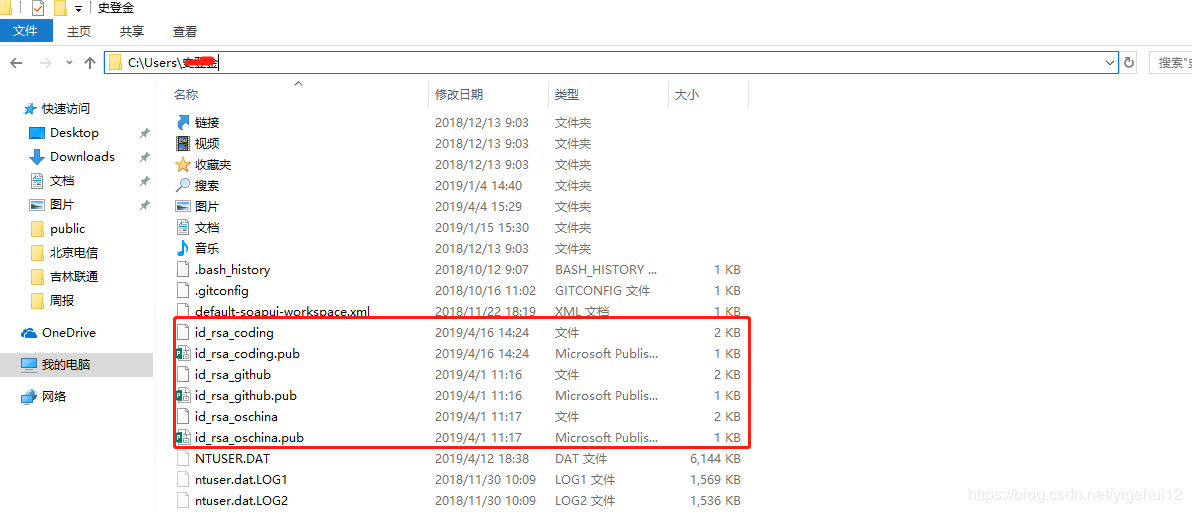 史登金
文件 主页 共享 查看
C:\Users\ 搜索"
名称 修改日期 类型 大小
快速访问
Desktop
Downloads
文档
图片
public
北京电信
吉林联通
周报
OneDrive
我的电脑
网络
链接 2018/12/13 9:03 文件夹
视频 2018/12/13 9:03 文件夹
收藏夹 2018/12/13 9:03 文件夹
搜索 2019/1/4 14:40 文件夹
图片 2019/4/4 15:29 文件夹
文档 2019/1/15 15:30 文件夹
音乐 2018/12/13 9:03 文件夹
.bash_history 2018/10/12 9:07 BASH_HISTORY ... 1 KB
.gitconfig 2018/10/16 11:02 GITCONFIG 文件 1 KB
default-soapui-workspace.xml 2018/11/22 18:19 XML 文档 1 KB
id_rsa_coding 2019/4/16 14:24 文件 2 KB
id_rsa_coding.pub 2019/4/16 14:24 Microsoft Publis... 1 KB
id_rsa_github 2019/4/1 11:16 文件 2 KB
id_rsa_github.pub 2019/4/1 11:16 Microsoft Publis... 1 KB
id_rsa_oschina 2019/4/1 11:17 文件 2 KB
id_rsa_oschina.pub 2019/4/1 11:17 Microsoft Publis... 1 KB
NTUSER.DAT 2019/4/12 18:38 DAT 文件 6,144 KB
ntuser.dat.LOG1 2018/11/30 10:09 LOG1 文件 1,569 KB
ntuser.dat.LOG2 2018/11/30 10:09 LOG2 文件 1,536 KB
https://blog.csdn.net/yigehui12